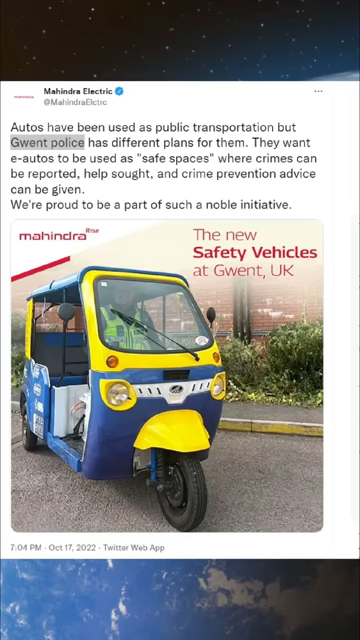 Mahindra Electric
@MahindraElctrc
Autos have been used as public transportation but
Gwent police has different plans for them. They want
e-autos to be used as "safe spaces" where crimes can
be reported, help sought, and crime prevention advice
can be given.
We're proud to be a part of such a noble initiative.
mahindra Rise
The new
Safety Vehicles
at Gwent, UK
7:04 PM · Oct 17, 2022 · Twitter Web App